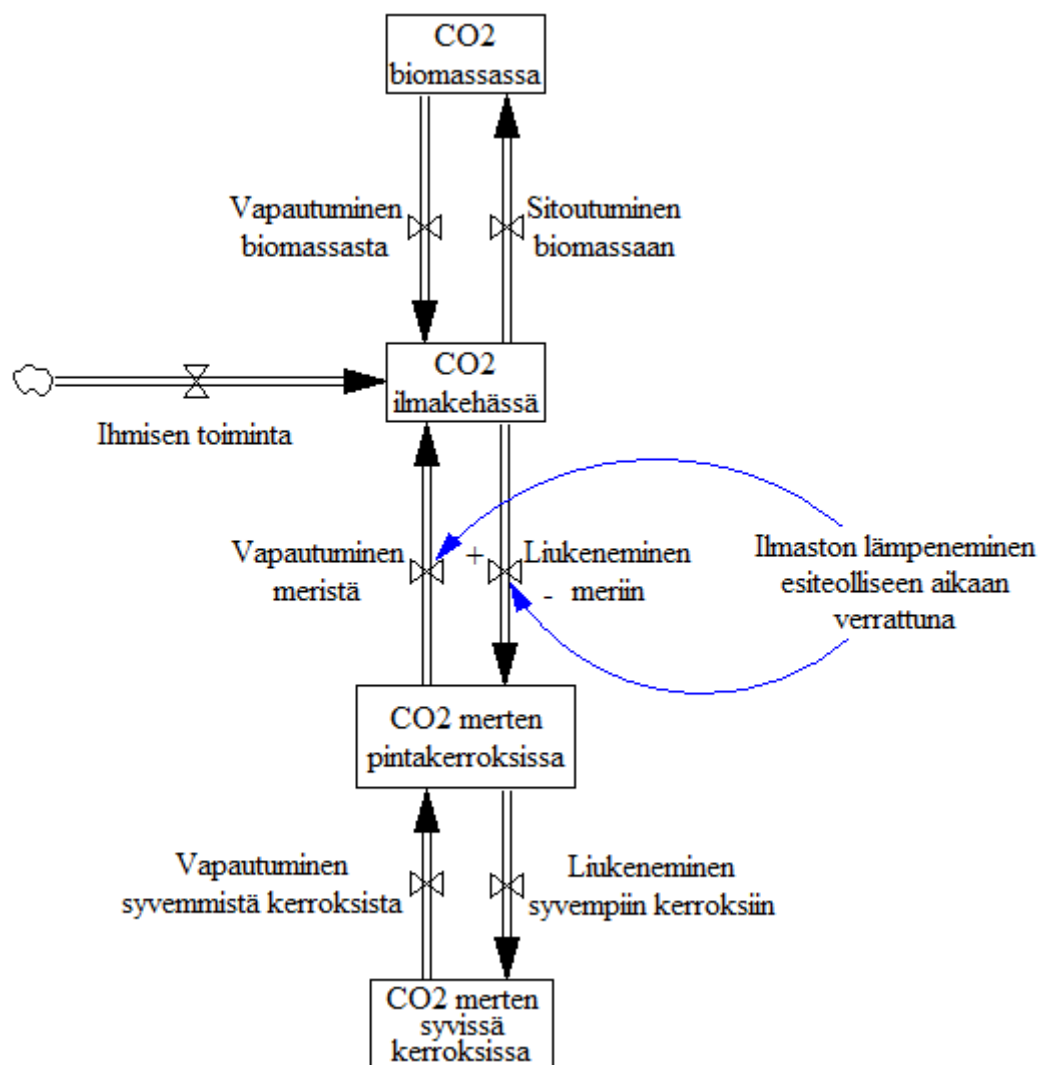 CO2
biomassassa
Vapautuminen
biomassasta
Sitoutuminen
biomassaan
CO2
ilmakehässä
Ihmisen toiminta
Vapautuminen
meristä
+
Liukeneminen
- meriin
Ilmaston lämpeneminen
esiteolliseen aikaan
verrattuna
CO2 merten
pintakerroksissa
Vapautuminen
syvemmistä kerroksista
Liukeneminen
syvempiin kerroksiin
CO2 merten
syvissä
kerroksissa